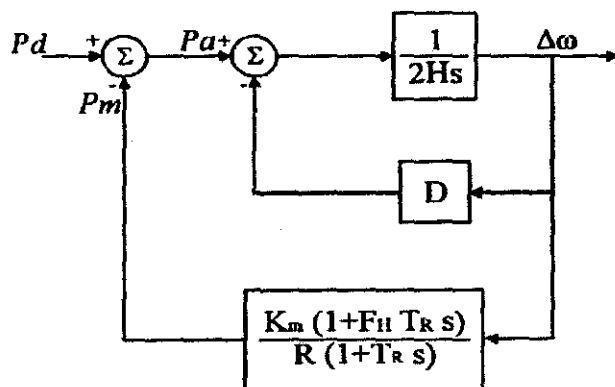 Pd + Σ Pa + Σ 1 / 2Hs Δω
Pm - -
D
Km (1+FH TR s)
R (1+TR s)